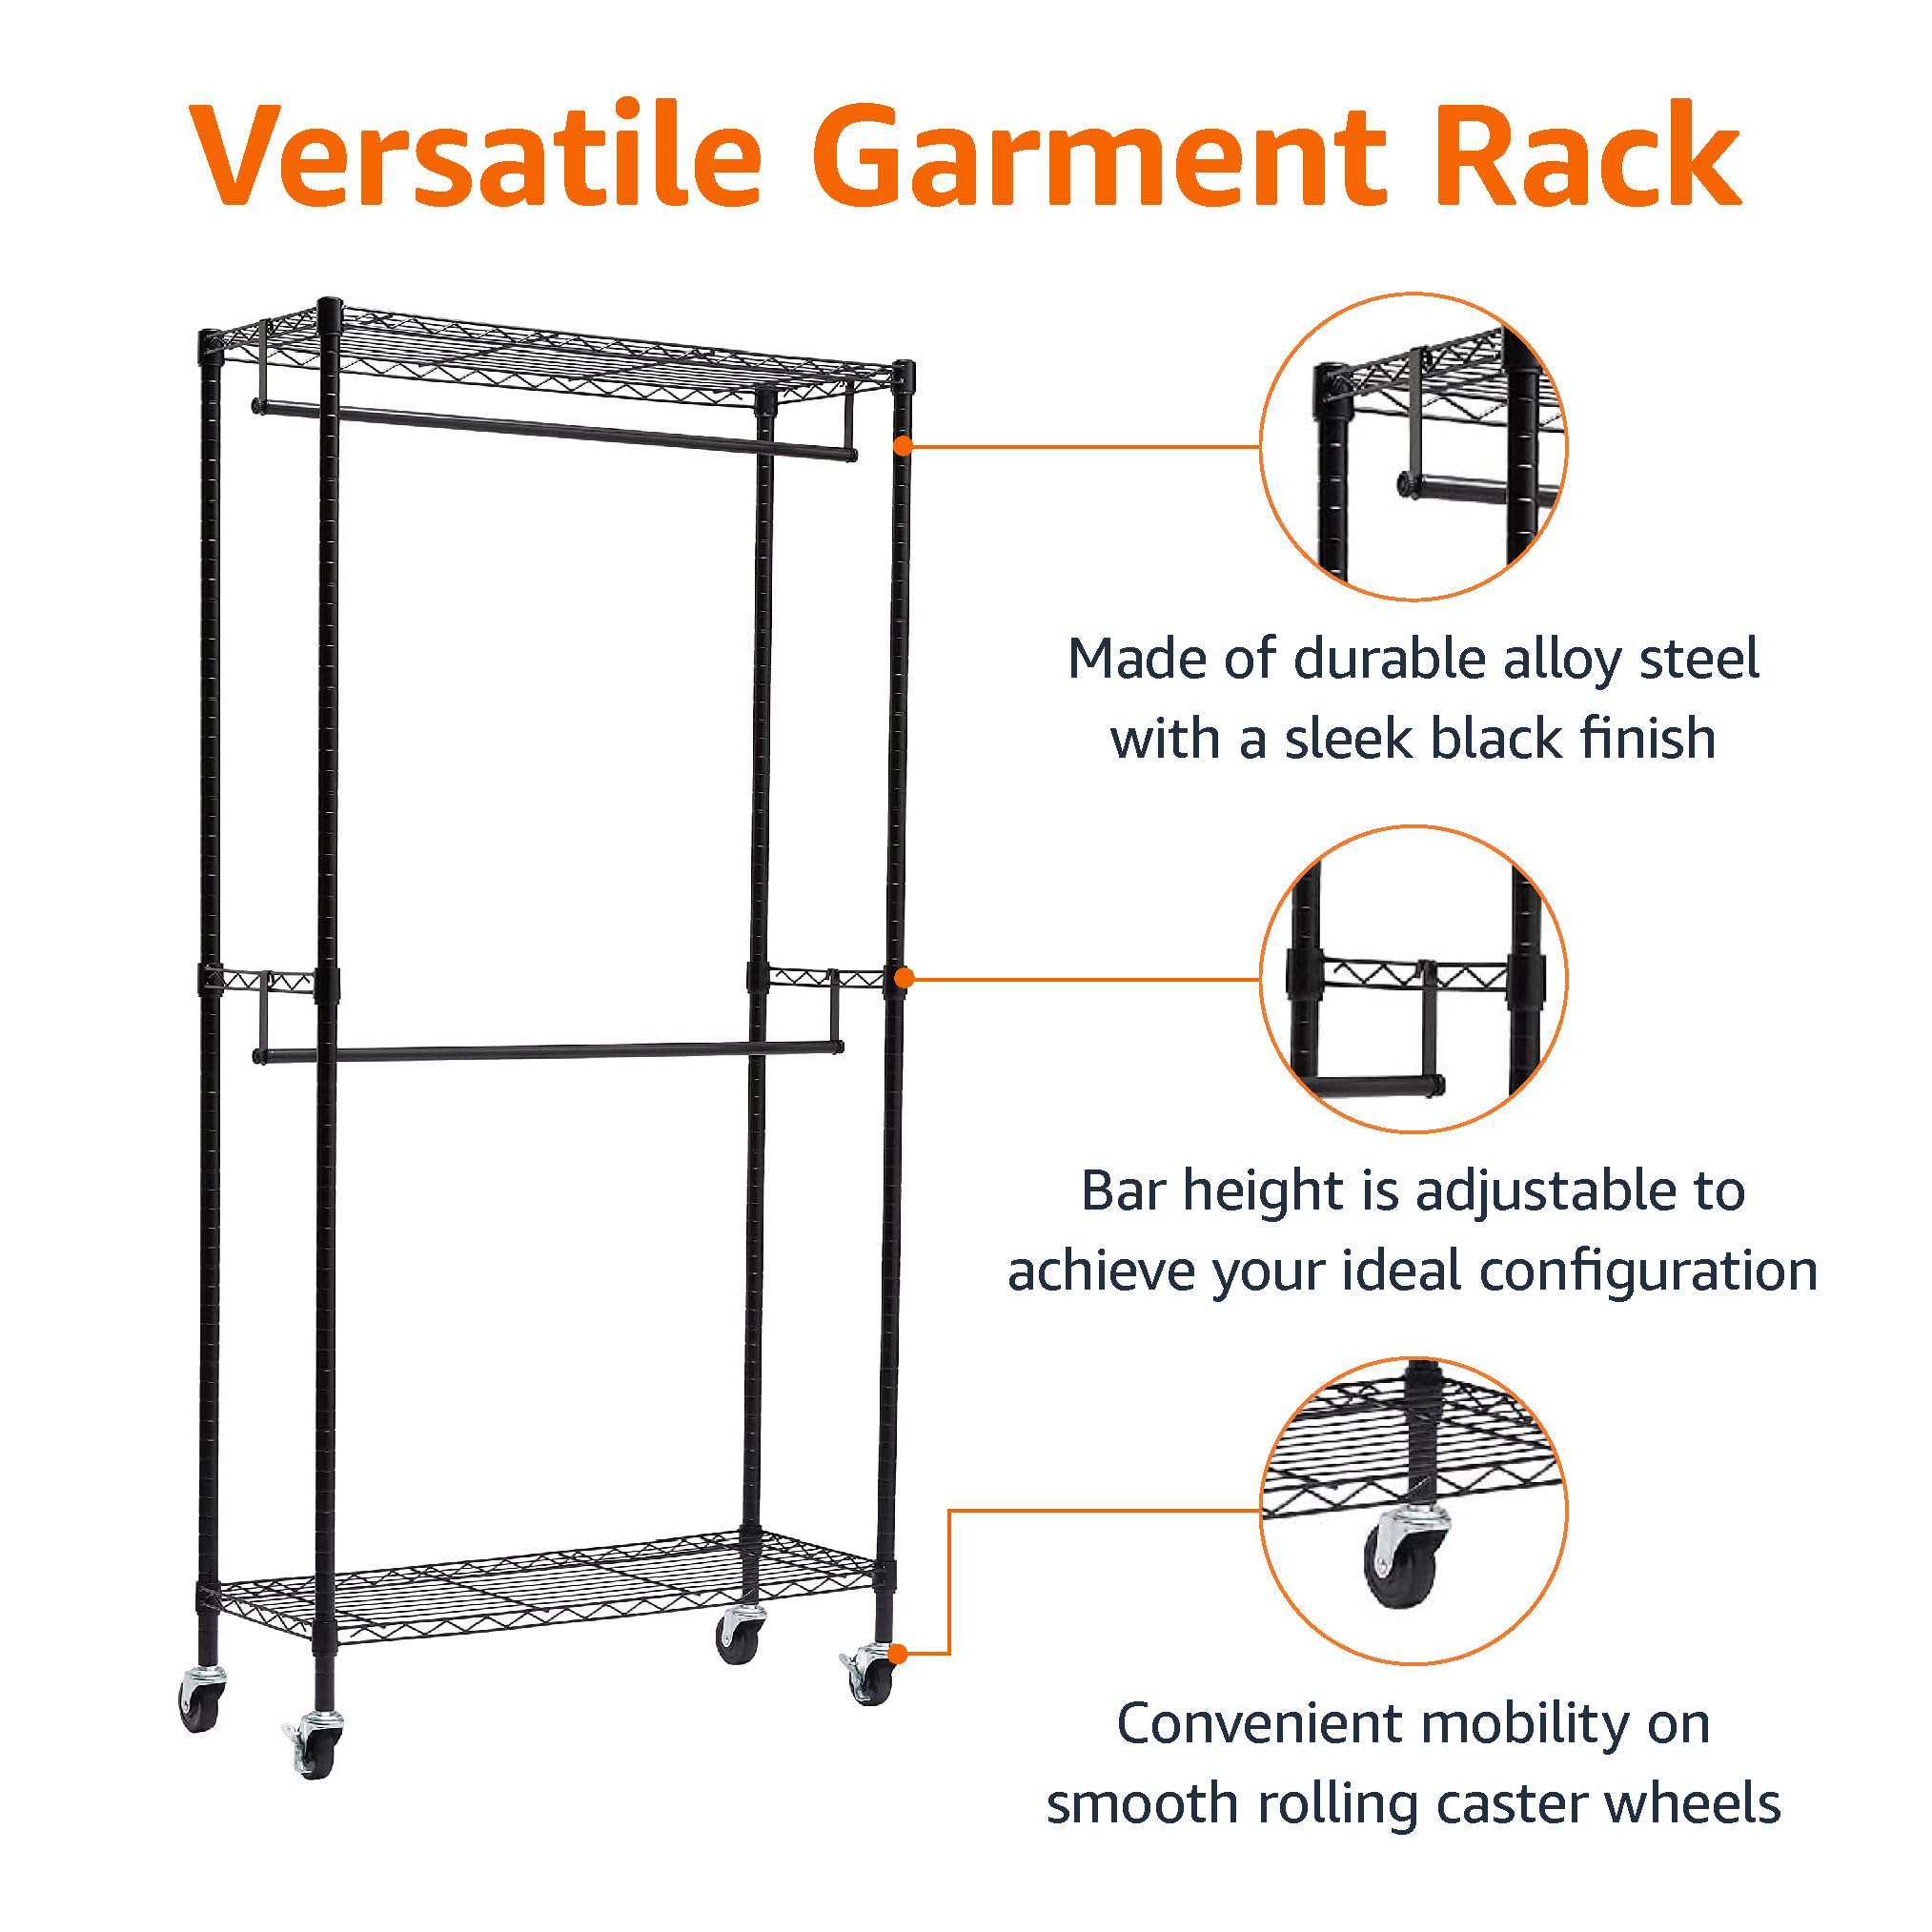 Versatile Garment Rack
Made of durable alloy steel
with a sleek black finish
Bar height is adjustable to
achieve your ideal configuration
Convenient mobility on
smooth rolling caster wheels